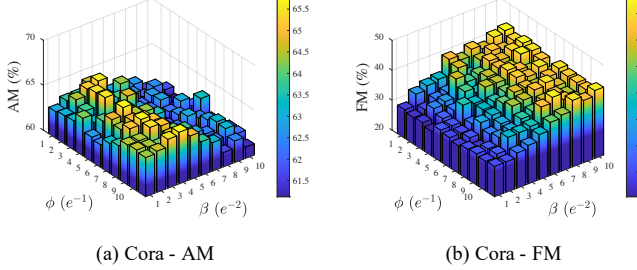 70
65
60
AM (%)
1 2 3 4 5 6 7 8 9 10
ϕ (e⁻¹)
1 2 3 4 5 6 7 8 9 10
β (e⁻²)
65.5
65
64.5
64
63.5
63
62.5
62
61.5
(a) Cora - AM
50
40
30
20
FM (%)
1 2 3 4 5 6 7 8 9 10
ϕ (e⁻¹)
1 2 3 4 5 6 7 8 9 10
β (e⁻²)
(b) Cora - FM